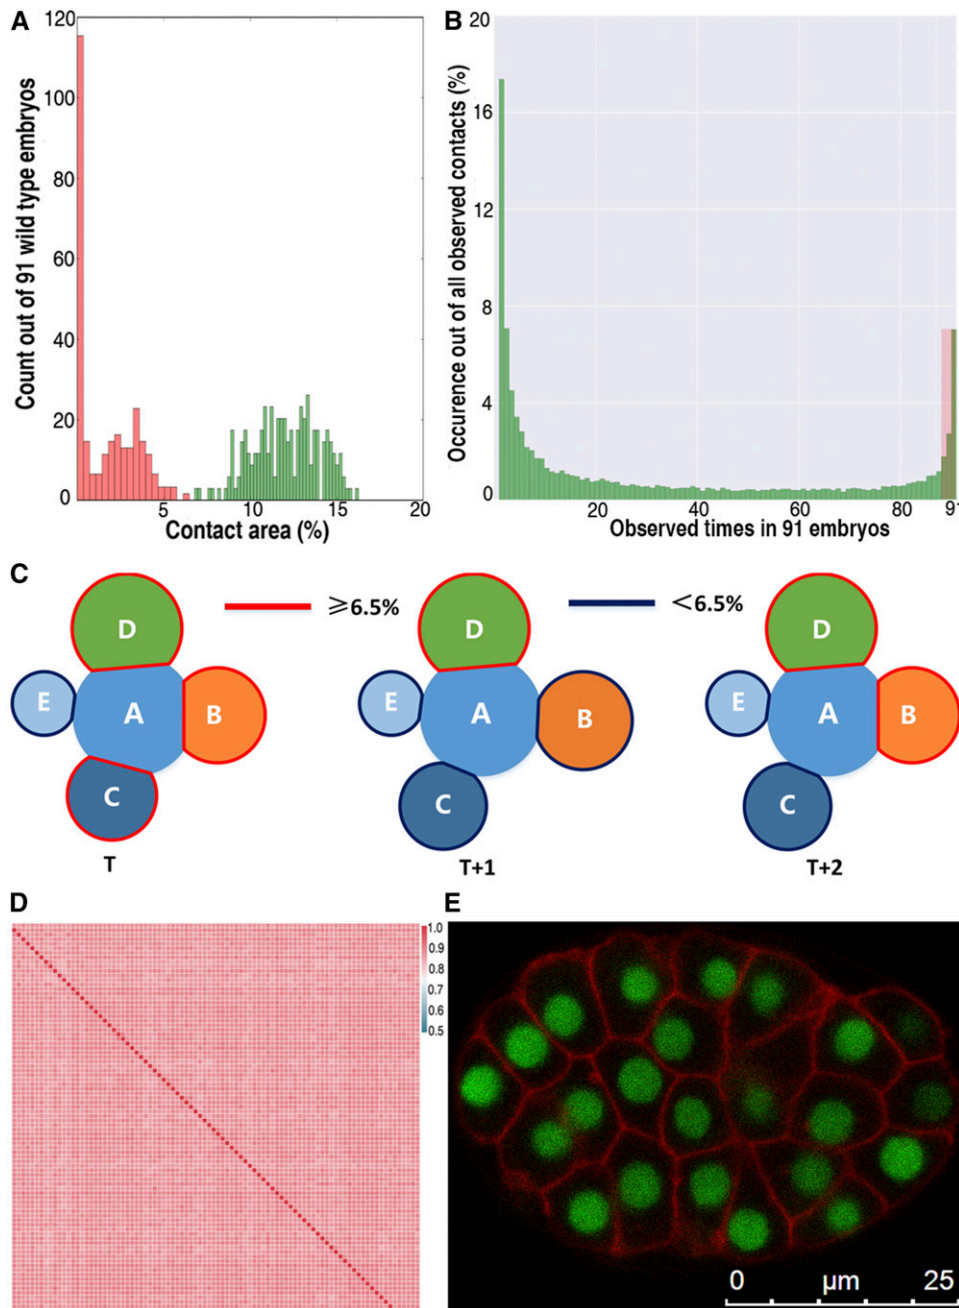 A
Count out of 91 wild type embryos
120
100
80
60
40
20
0
5
10
15
20
Contact area (%)
B
Occurence out of all observed contacts (%)
20
16
12
8
4
0
20
40
60
80
91
Observed times in 91 embryos
C
D
E
A
B
C
T
⩾6.5%
D
E
A
B
C
T+1
<6.5%
D
E
A
B
C
T+2
D
1.0
0.9
0.8
0.7
0.6
0.5
E
0 μm 25